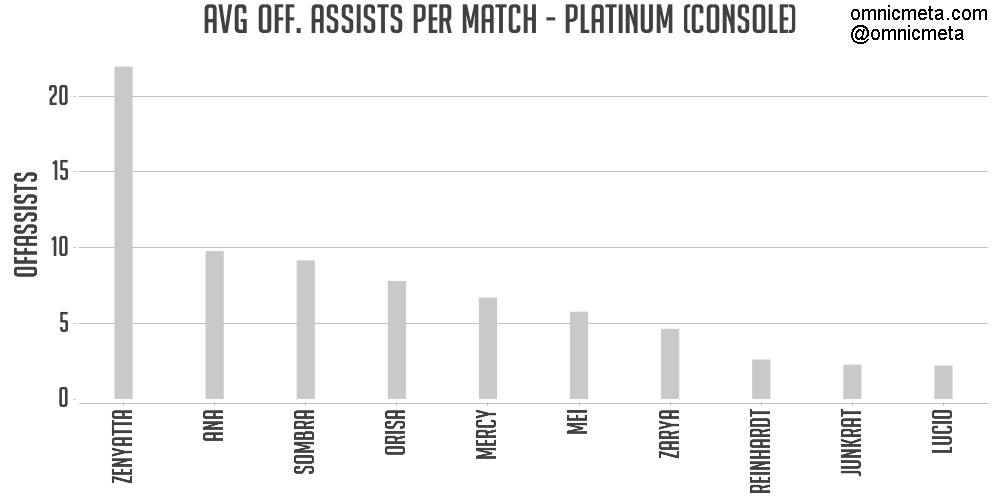 AVG OFF. ASSISTS PER MATCH - PLATINUM (CONSOLE)
omnicmeta.com
@omnicmeta
OFFASSISTS
20
15
10
5
0
ZENYATTA
ANA
SOMBRA
ORISA
MERCY
MEI
ZARYA
REINHARDT
JUNKRAT
LUCIO